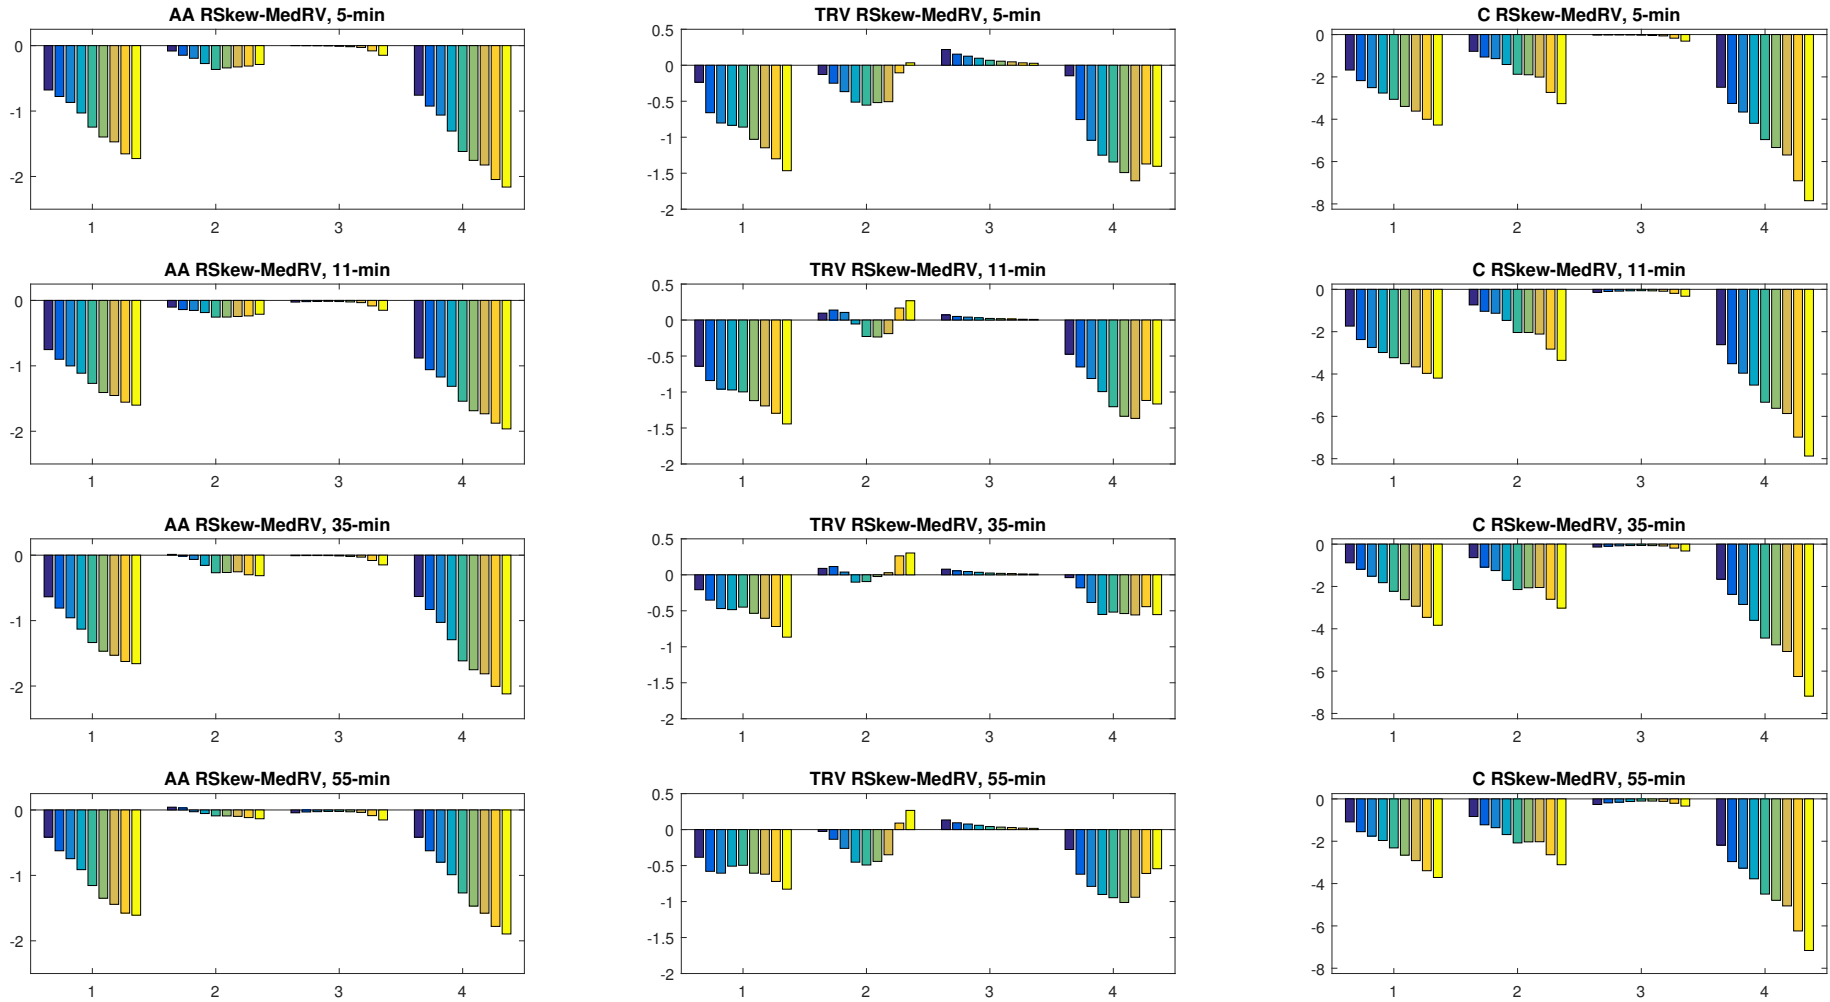 AA RSkew-MedRV, 5-min
0
-1
-2
1 2 3 4
TRV RSkew-MedRV, 5-min
0.5
0
-0.5
-1
-1.5
-2
1 2 3 4
C RSkew-MedRV, 5-min
0
-2
-4
-6
-8
1 2 3 4
AA RSkew-MedRV, 11-min
0
-1
-2
1 2 3 4
TRV RSkew-MedRV, 11-min
0.5
0
-0.5
-1
-1.5
-2
1 2 3 4
C RSkew-MedRV, 11-min
0
-2
-4
-6
-8
1 2 3 4
AA RSkew-MedRV, 35-min
0
-1
-2
1 2 3 4
TRV RSkew-MedRV, 35-min
0.5
0
-0.5
-1
-1.5
-2
1 2 3 4
C RSkew-MedRV, 35-min
0
-2
-4
-6
-8
1 2 3 4
AA RSkew-MedRV, 55-min
0
-1
-2
1 2 3 4
TRV RSkew-MedRV, 55-min
0.5
0
-0.5
-1
-1.5
-2
1 2 3 4
C RSkew-MedRV, 55-min
0
-2
-4
-6
-8
1 2 3 4